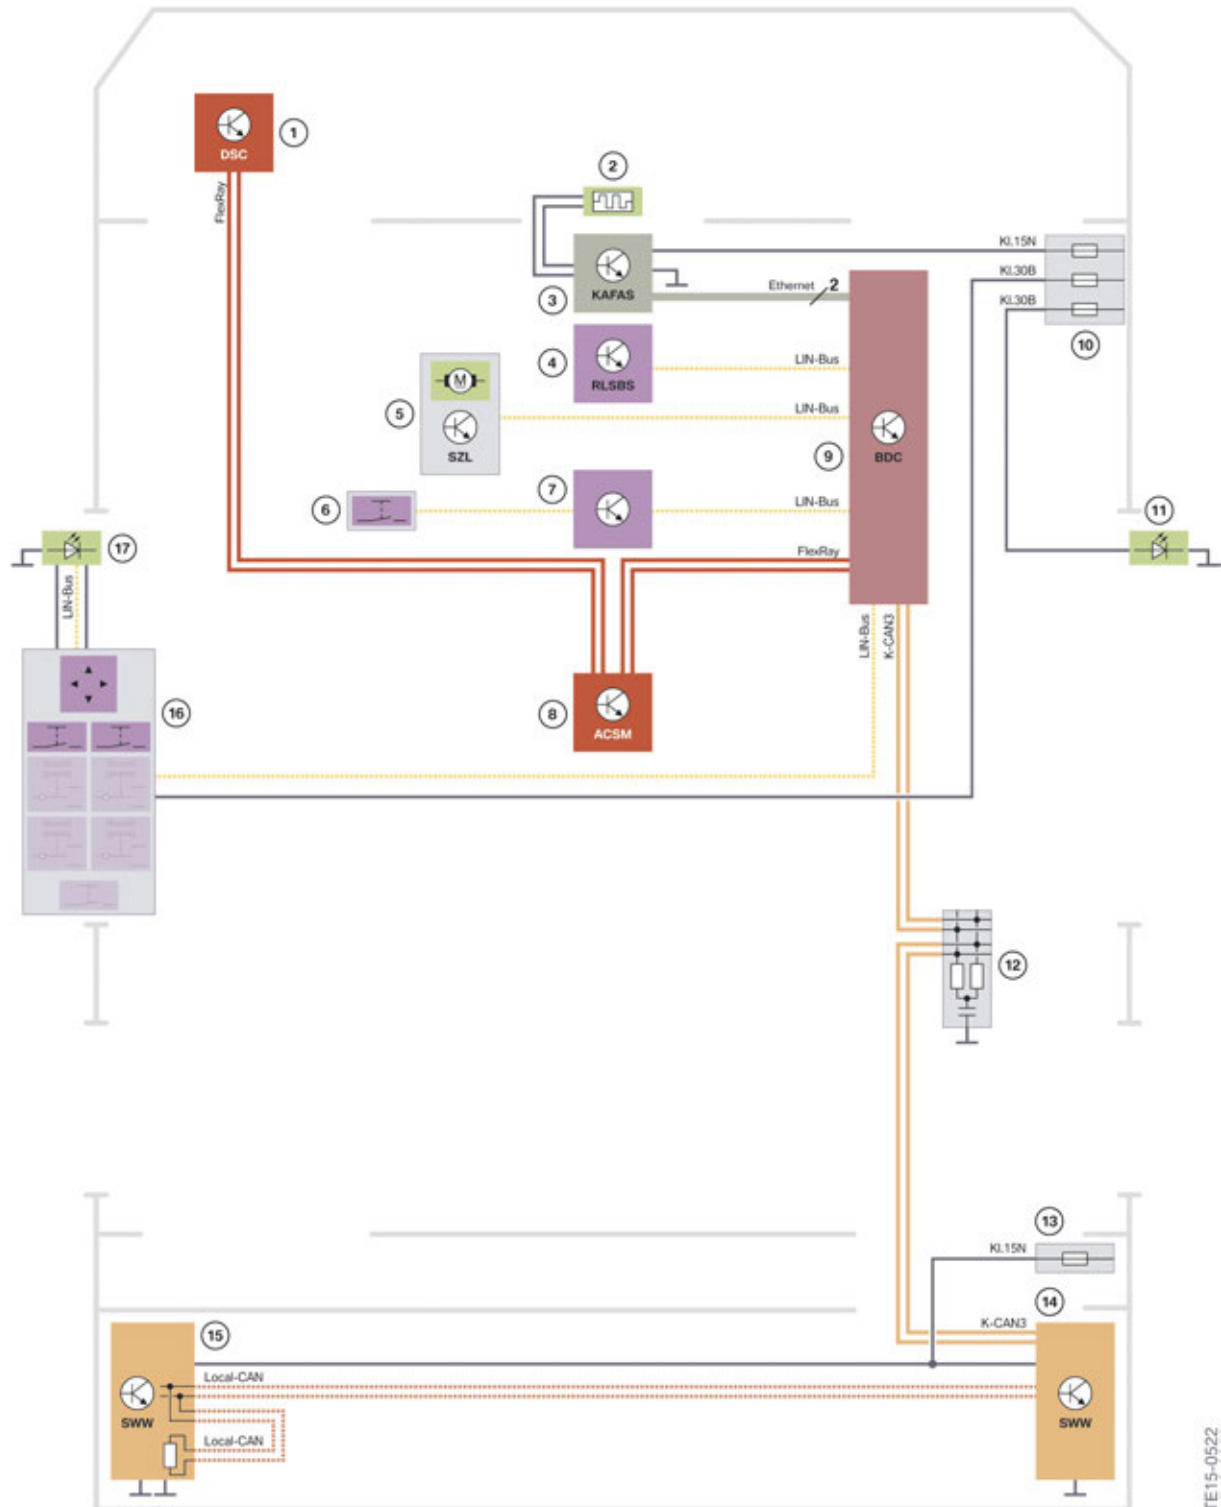 1
DSC
FlexRay
2
Kl.15N
KAFAS
3
Kl.30B
Ethernet 2
Kl.30B
10
4
RLSBS
LIN-Bus
M
5
SZL
LIN-Bus
9
BDC
7
6
LIN-Bus
11
17
FlexRay
LIN-Bus
LIN-Bus
K-CAN3
16
8
ACSM
12
13
Kl.15N
14
K-CAN3
15
Local-CAN
SWW
SWW
Local-CAN
TE15-0522